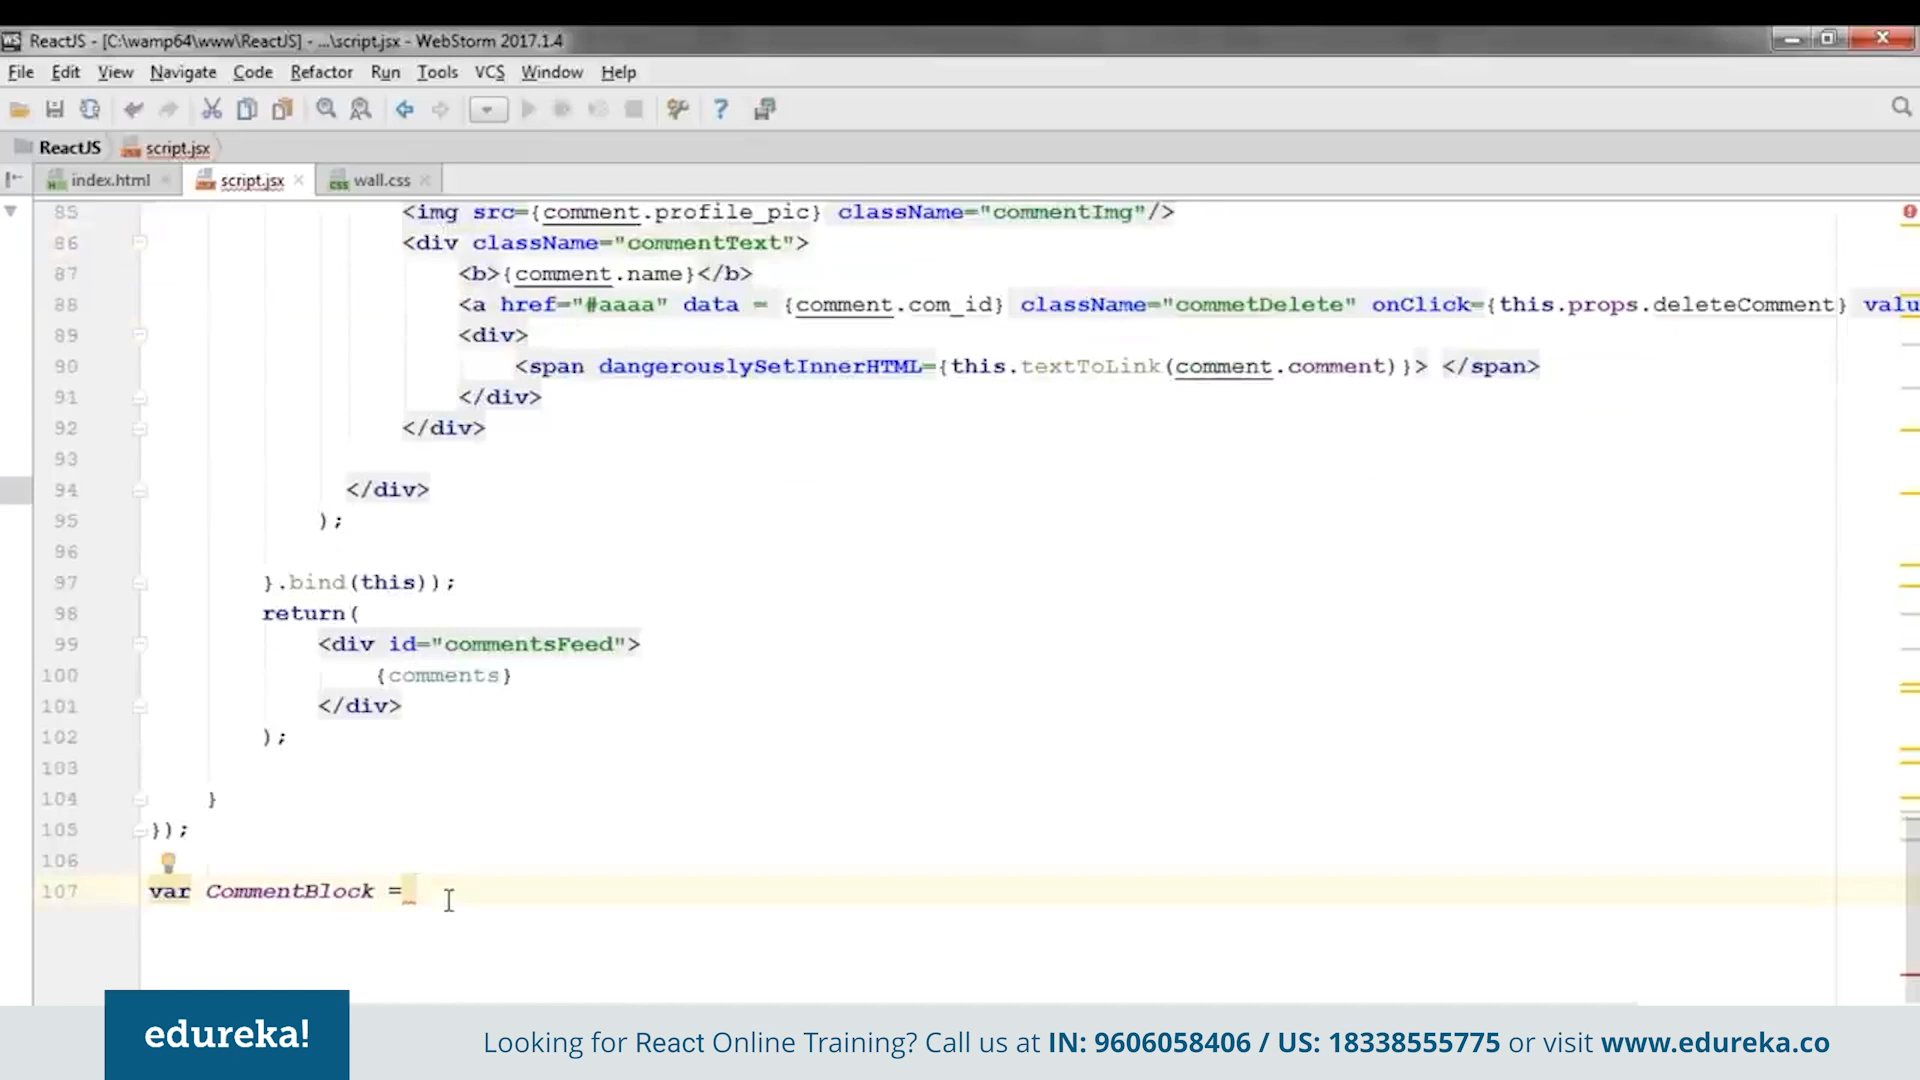 ReactJS - [C:\wamp64\www\ReactJS] - ...\script.jsx - WebStorm 2017.1.4
File Edit View Navigate Code Refactor Run Tools VCS Window Help
ReactJS script.jsx
index.html script.jsx wall.css
85 <img src={comment.profile_pic} className="commentImg"/>
86 <div className="commentText">
87 <b>{comment.name}</b>
88 <a href="#aaaa" data = {comment.com_id} className="commetDelete" onClick={this.props.deleteComment} valu
89 <div>
90 <span dangerouslySetInnerHTML={this.textToLink(comment.comment)}> </span>
91 </div>
92 </div>
93
94 </div>
95 );
96
97 }.bind(this));
98 return(
99 <div id="commentsFeed">
100 {comments}
101 </div>
102 );
103
104 }
105 });
106
107 var CommentBlock =
edureka!
Looking for React Online Training? Call us at IN: 9606058406 / US: 18338555775 or visit www.edureka.co